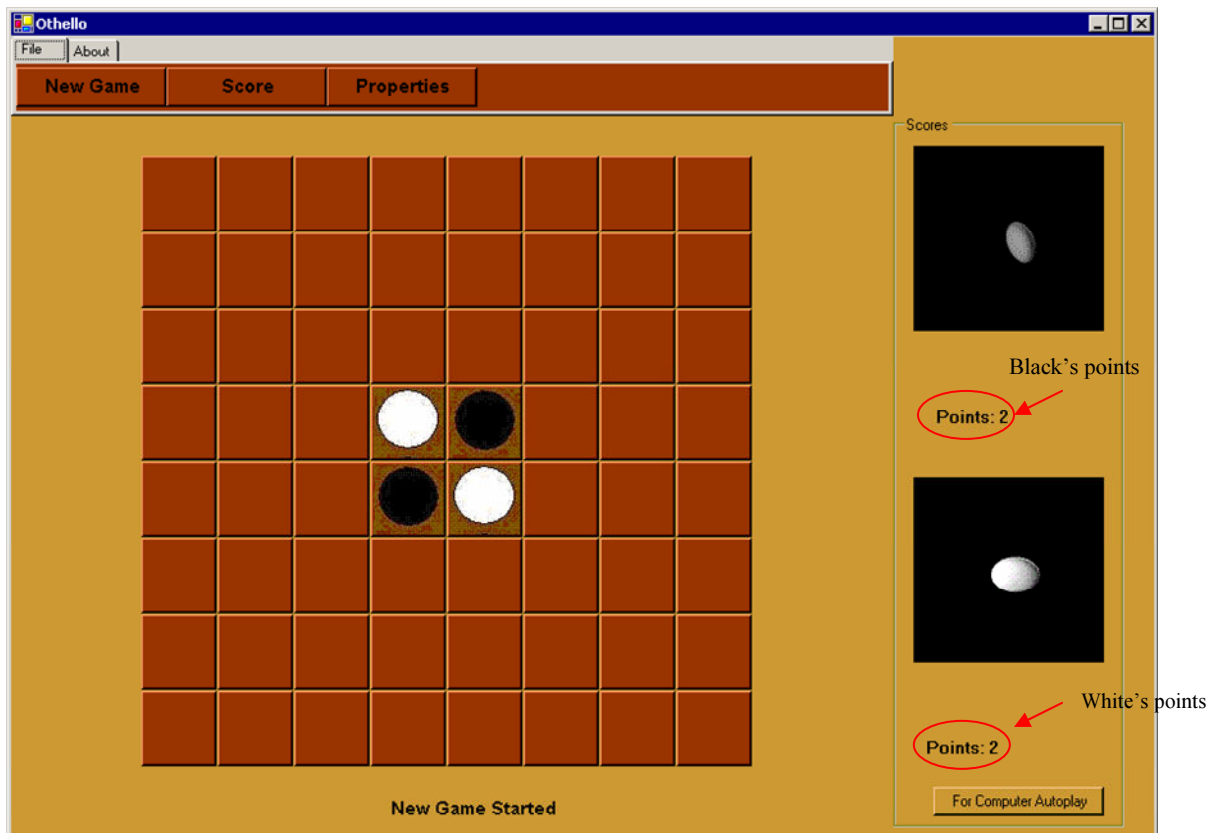 Othello
File About
New Game Score Properties
Scores
Black’s points
Points: 2
White’s points
Points: 2
For Computer Autoplay
New Game Started